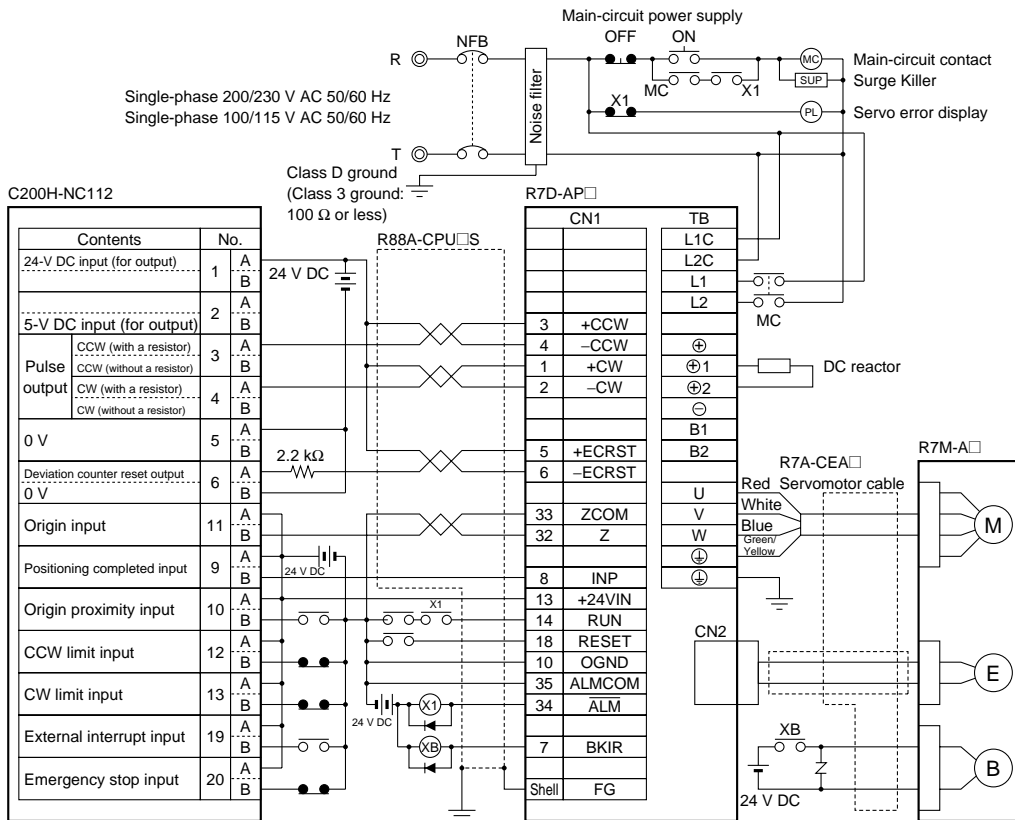 Main-circuit power supply
OFF ON
R NFB
MC Main-circuit contact
SUP Surge Killer
MC X1
Single-phase 200/230 V AC 50/60 Hz
Single-phase 100/115 V AC 50/60 Hz
Noise filter
X1
PL Servo error display
T
Class D ground
(Class 3 ground:
100 Ω or less)
C200H-NC112
R7D-AP□
R88A-CPU□S
Contents No.
24-V DC input (for output) 1 A
B
2 A
5-V DC input (for output) B
Pulse output
CCW (with a resistor) 3 A
CCW (without a resistor) B
CW (with a resistor) 4 A
CW (without a resistor) B
0 V 5 A
B
Deviation counter reset output 6 A
0 V B
Origin input 11 A
B
Positioning completed input 9 A
B
Origin proximity input 10 A
B
CCW limit input 12 A
B
CW limit input 13 A
B
External interrupt input 19 A
B
Emergency stop input 20 A
B
24 V DC
2.2 kΩ
24 V DC
X1
24 V DC
X1
XB
CN1
3 +CCW
4 −CCW
1 +CW
2 −CW
5 +ECRST
6 −ECRST
33 ZCOM
32 Z
8 INP
13 +24VIN
14 RUN
18 RESET
10 OGND
35 ALMCOM
34 ALM
7 BKIR
Shell FG
TB
L1C
L2C
L1
L2
⊕
⊕1
⊕2
⊖
B1
B2
U
V
W
MC
DC reactor
R7A-CEA□
Servomotor cable
R7M-A□
Red
White
Blue
Green/
Yellow
M
CN2
E
XB
24 V DC
B